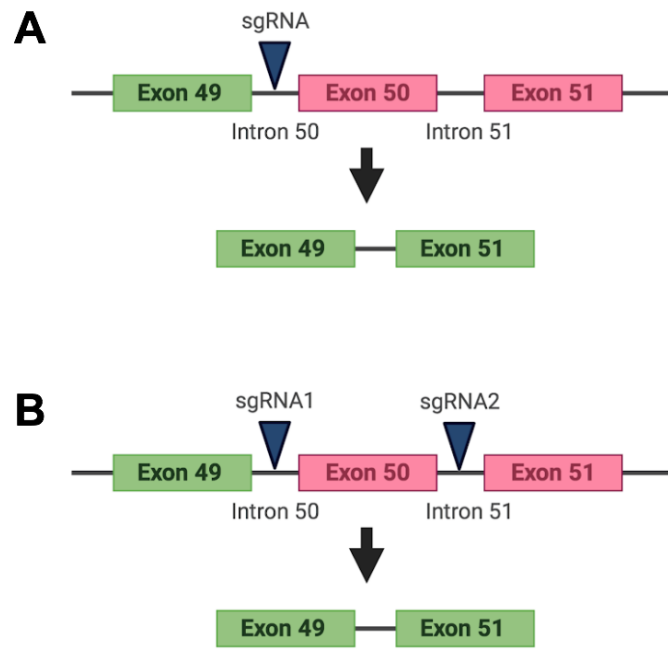 A
sgRNA
Exon 49
Exon 50
Exon 51
Intron 50
Intron 51
Exon 49
Exon 51
B
sgRNA1
sgRNA2
Exon 49
Exon 50
Exon 51
Intron 50
Intron 51
Exon 49
Exon 51